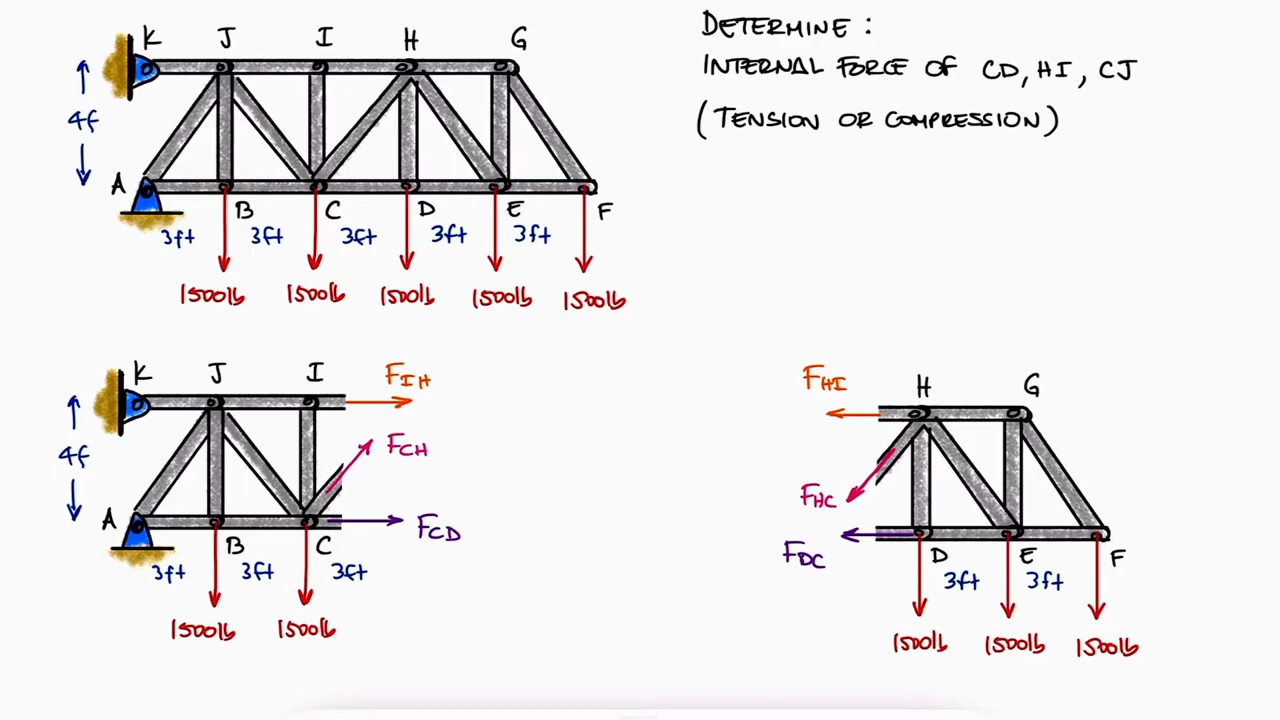 DETERMINE:
INTERNAL FORCE OF CD, HI, CJ
(TENSION OR COMPRESSION)
K J I H G
4f
A
B C D E F
3ft 3ft 3ft 3ft 3ft
1500lb 1500lb 1500lb 1500lb 1500lb
K J I
FIH
4f
FCH
A
FCD
B C
3ft 3ft 3ft
1500lb 1500lb
FHI
H G
FHC
FDC
D E F
3ft 3ft
1500lb 1500lb 1500lb